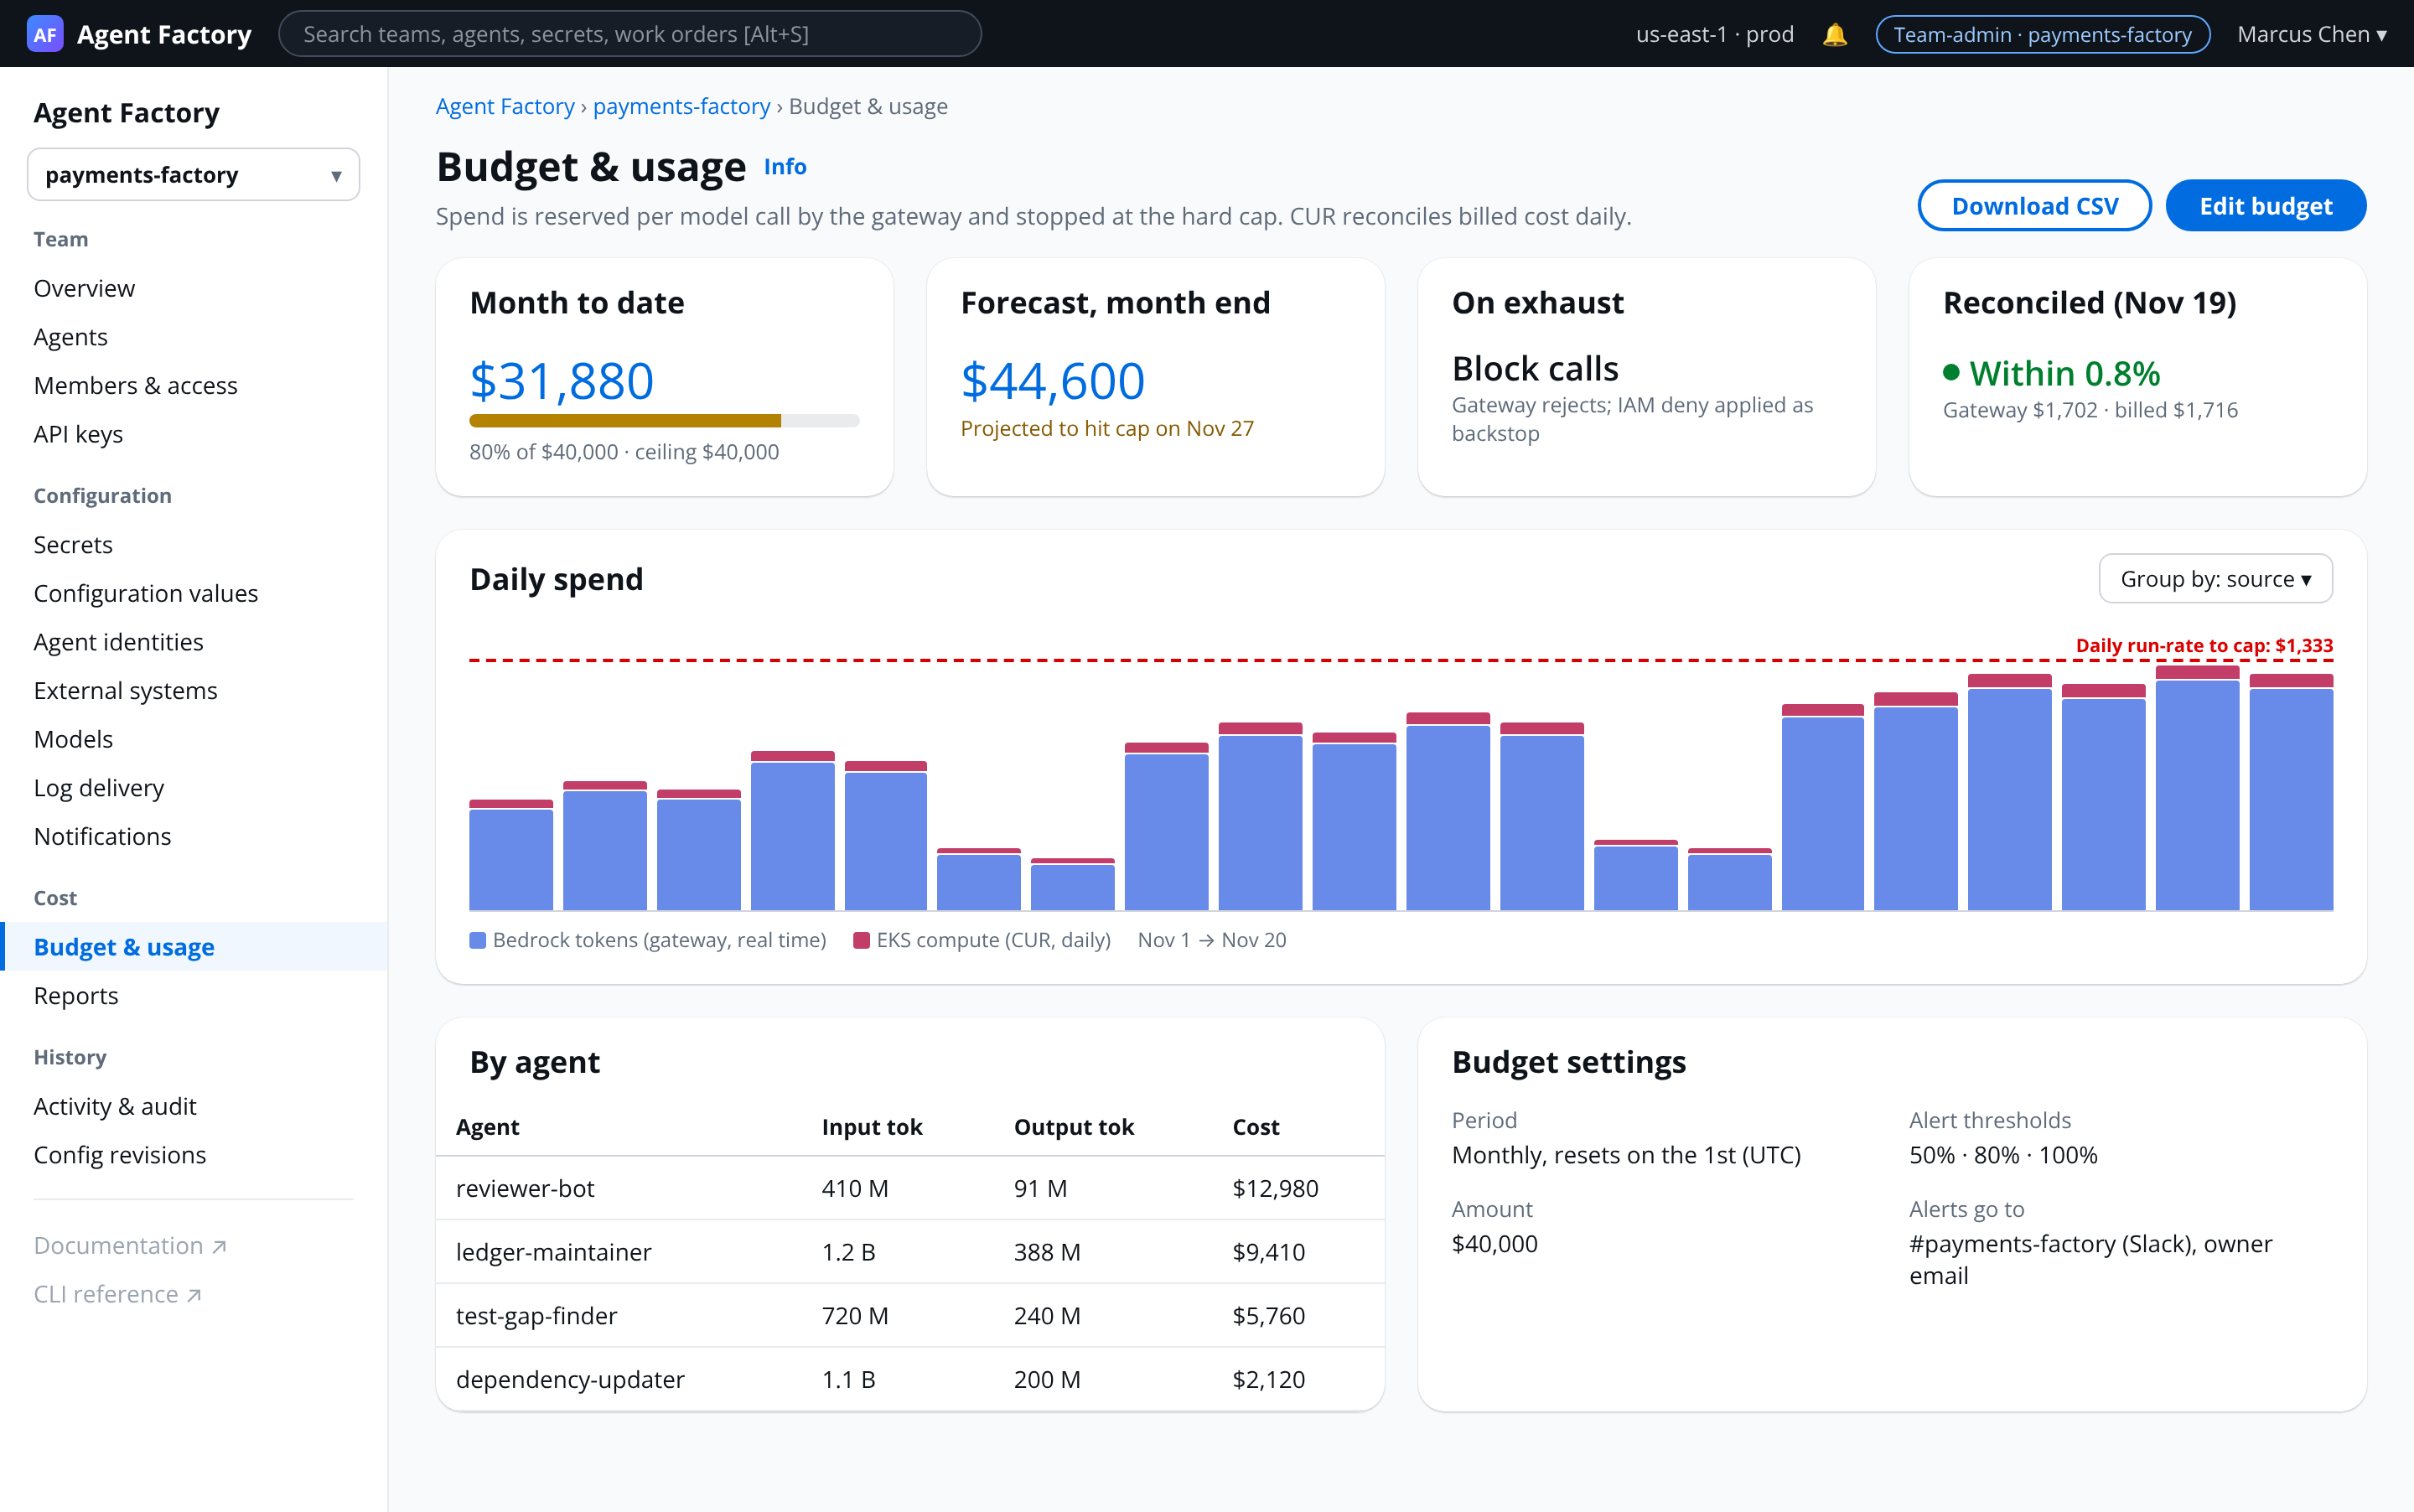 AF Agent Factory
Search teams, agents, secrets, work orders [Alt+S]
us-east-1 · prod
🔔
Team-admin · payments-factory
Marcus Chen ▾
Agent Factory
payments-factory ▾
Team
Overview
Agents
Members & access
API keys
Configuration
Secrets
Configuration values
Agent identities
External systems
Models
Log delivery
Notifications
Cost
Budget & usage
Reports
History
Activity & audit
Config revisions
Documentation ↗
CLI reference ↗
Agent Factory › payments-factory › Budget & usage
Budget & usage Info
Spend is reserved per model call by the gateway and stopped at the hard cap. CUR reconciles billed cost daily.
Download CSV
Edit budget
Month to date
$31,880
80% of $40,000 · ceiling $40,000
Forecast, month end
$44,600
Projected to hit cap on Nov 27
On exhaust
Block calls
Gateway rejects; IAM deny applied as
backstop
Reconciled (Nov 19)
Within 0.8%
Gateway $1,702 · billed $1,716
Daily spend
Group by: source ▾
Daily run-rate to cap: $1,333
Bedrock tokens (gateway, real time) EKS compute (CUR, daily) Nov 1 → Nov 20
By agent
Agent Input tok Output tok Cost
reviewer-bot 410 M 91 M $12,980
ledger-maintainer 1.2 B 388 M $9,410
test-gap-finder 720 M 240 M $5,760
dependency-updater 1.1 B 200 M $2,120
Budget settings
Period
Monthly, resets on the 1st (UTC)
Alert thresholds
50% · 80% · 100%
Amount
$40,000
Alerts go to
#payments-factory (Slack), owner
email